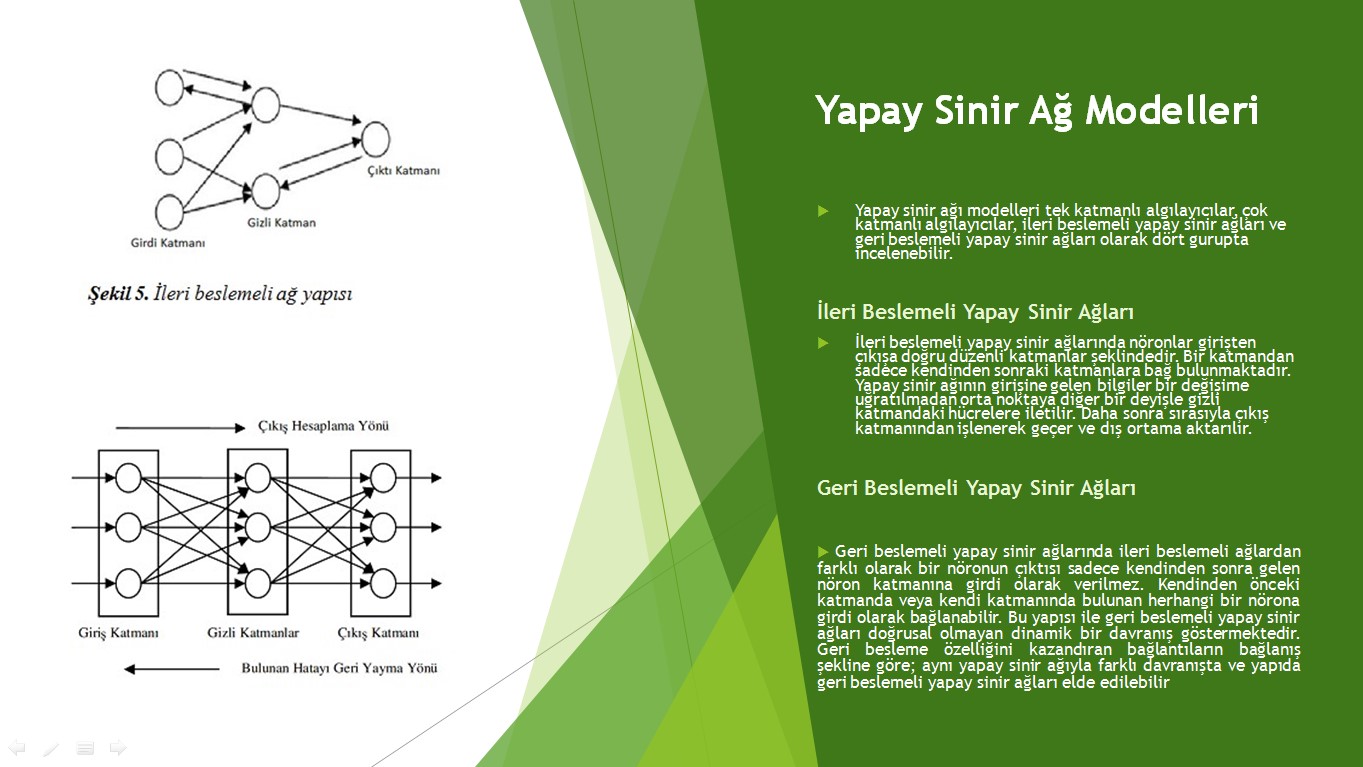 Yapay Sinir Ağ Modelleri
Yapay sinir ağı modelleri tek katmanlı algılayıcılar, çok
katmanlı algılayıcılar, ileri beslemeli yapay sinir ağları ve
geri beslemeli yapay sinir ağları olarak dört gurupta
incelenebilir.
İleri Beslemeli Yapay Sinir Ağları
İleri beslemeli yapay sinir ağlarında nöronlar girişten
çıkışa doğru düzenli katmanlar şeklindedir. Bir katmandan
sadece kendinden sonraki katmanlara bağ bulunmaktadır.
Yapay sinir ağının girişine gelen bilgiler bir değişime
uğratılmadan orta noktaya diğer bir deyişle gizli
katmandaki hücrelere iletilir. Daha sonra sırasıyla çıkış
katmanından işlenerek geçer ve dış ortama aktarılır.
Geri Beslemeli Yapay Sinir Ağları
Geri beslemeli yapay sinir ağlarında ileri beslemeli ağlardan
farklı olarak bir nöronun çıktısı sadece kendinden sonra gelen
nöron katmanına girdi olarak verilmez. Kendinden önceki
katmanda veya kendi katmanında bulunan herhangi bir nörona
girdi olarak bağlanabilir. Bu yapısı ile geri beslemeli yapay sinir
ağları doğrusal olmayan dinamik bir davranış göstermektedir.
Geri besleme özelliğini kazandıran bağlantıların bağlanış
şekline göre; aynı yapay sinir ağıyla farklı davranışta ve yapıda
geri beslemeli yapay sinir ağları elde edilebilir
Çıktı Katmanı
Gizli Katman
Girdi Katmanı
Şekil 5. İleri beslemeli ağ yapısı
Çıkış Hesaplama Yönü
Giriş Katmanı
Gizli Katmanlar
Çıkış Katmanı
Bulunan Hatayı Geri Yayma Yönü